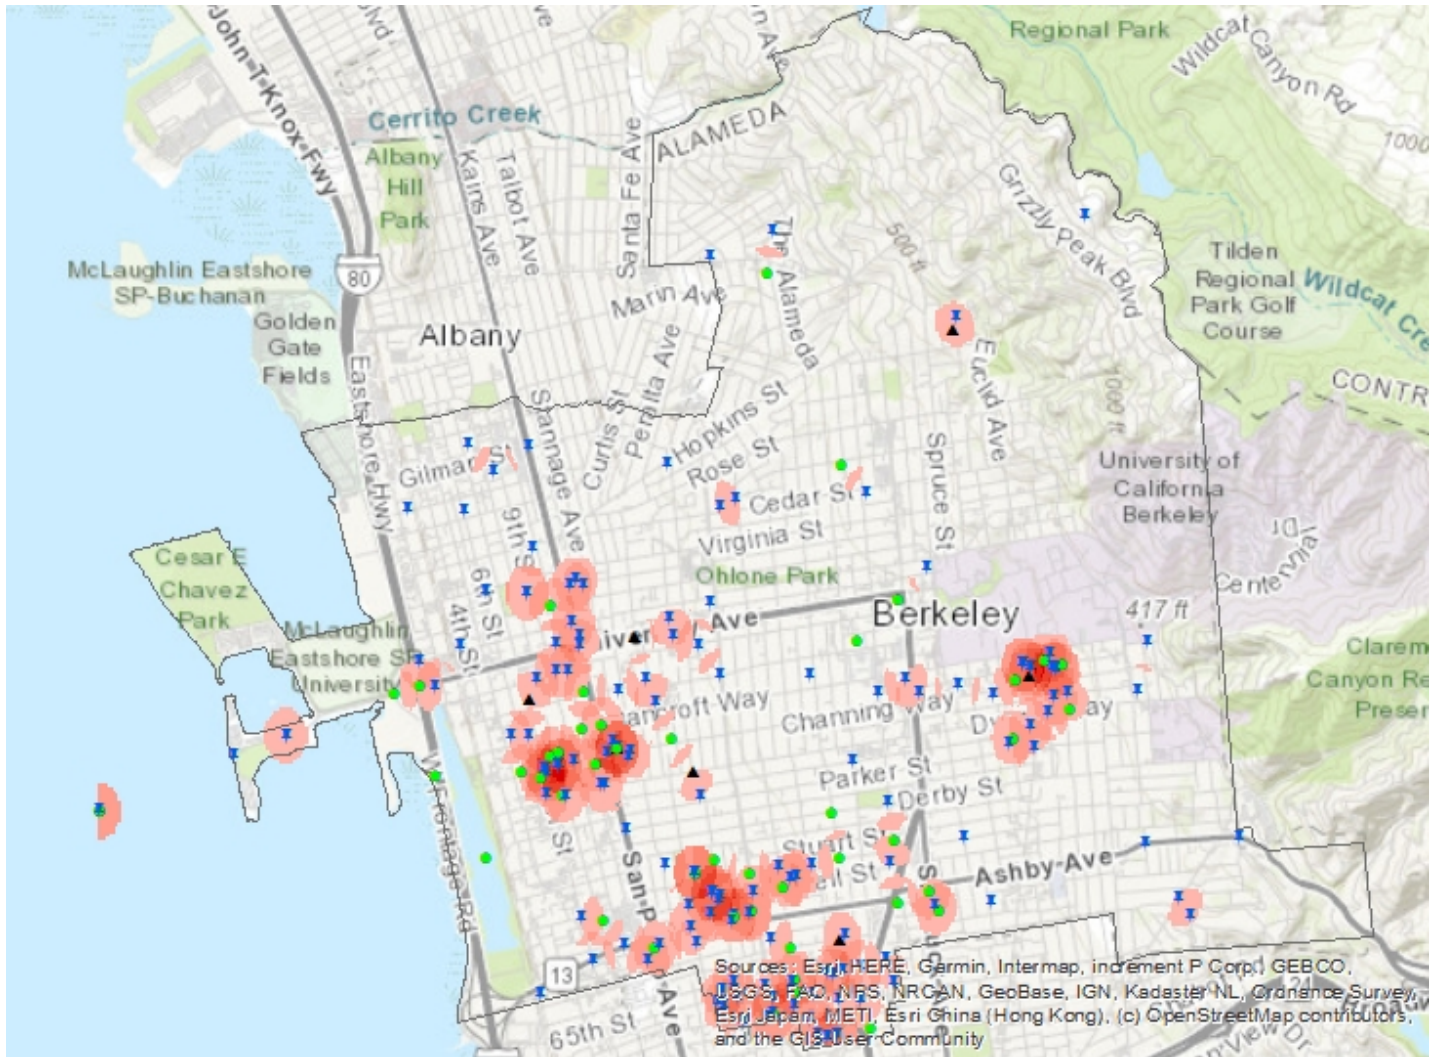 Regional Park
Wildcat
Canyon Rd
John T Knox Fwy
Cerrito Creek
ALAMEDA
1000
Albany
Hill
Park
Kains Ave
Talbot Ave
Santa Fe Ave
Grizzly Peak Blvd
500 ft
McLaughlin Eastshore
SP-Buchanan
80
Tilden
Regional
Park Golf
Course
Wildcat Cre
Golden
Gate
Fields
Albany
Marin Ave
The Alameda
Eastshore Hwy
Peralta Ave
Euclid Ave
1000 ft
CONTR
Stannage Ave
Curtis St
Hopkins St
Rose St
Spruce St
Gilman St
Cedar St
University of
California
Berkeley
9th S
Virginia St
Dr
Centennial
Cesar E
Chavez
Park
6th St
4th St
Ohlone Park
Berkeley
417 ft
McLaughlin
Eastshore SP
University
Ave
Clarem
Canyon Re
Preser
Bancroft Way
Channing Way
ay
W Frontage Rd
Parker St
Derby St
St
Stuart St
San P
Ashby Ave
13
65th St
Ave
Sources: Esri, HERE, Garmin, Intermap, increment P Corp., GEBCO,
USGS, FAO, NPS, NRCAN, GeoBase, IGN, Kadaster NL, Ordnance Survey,
Esri Japan, METI, Esri China (Hong Kong), (c) OpenStreetMap contributors,
and the GIS User Community